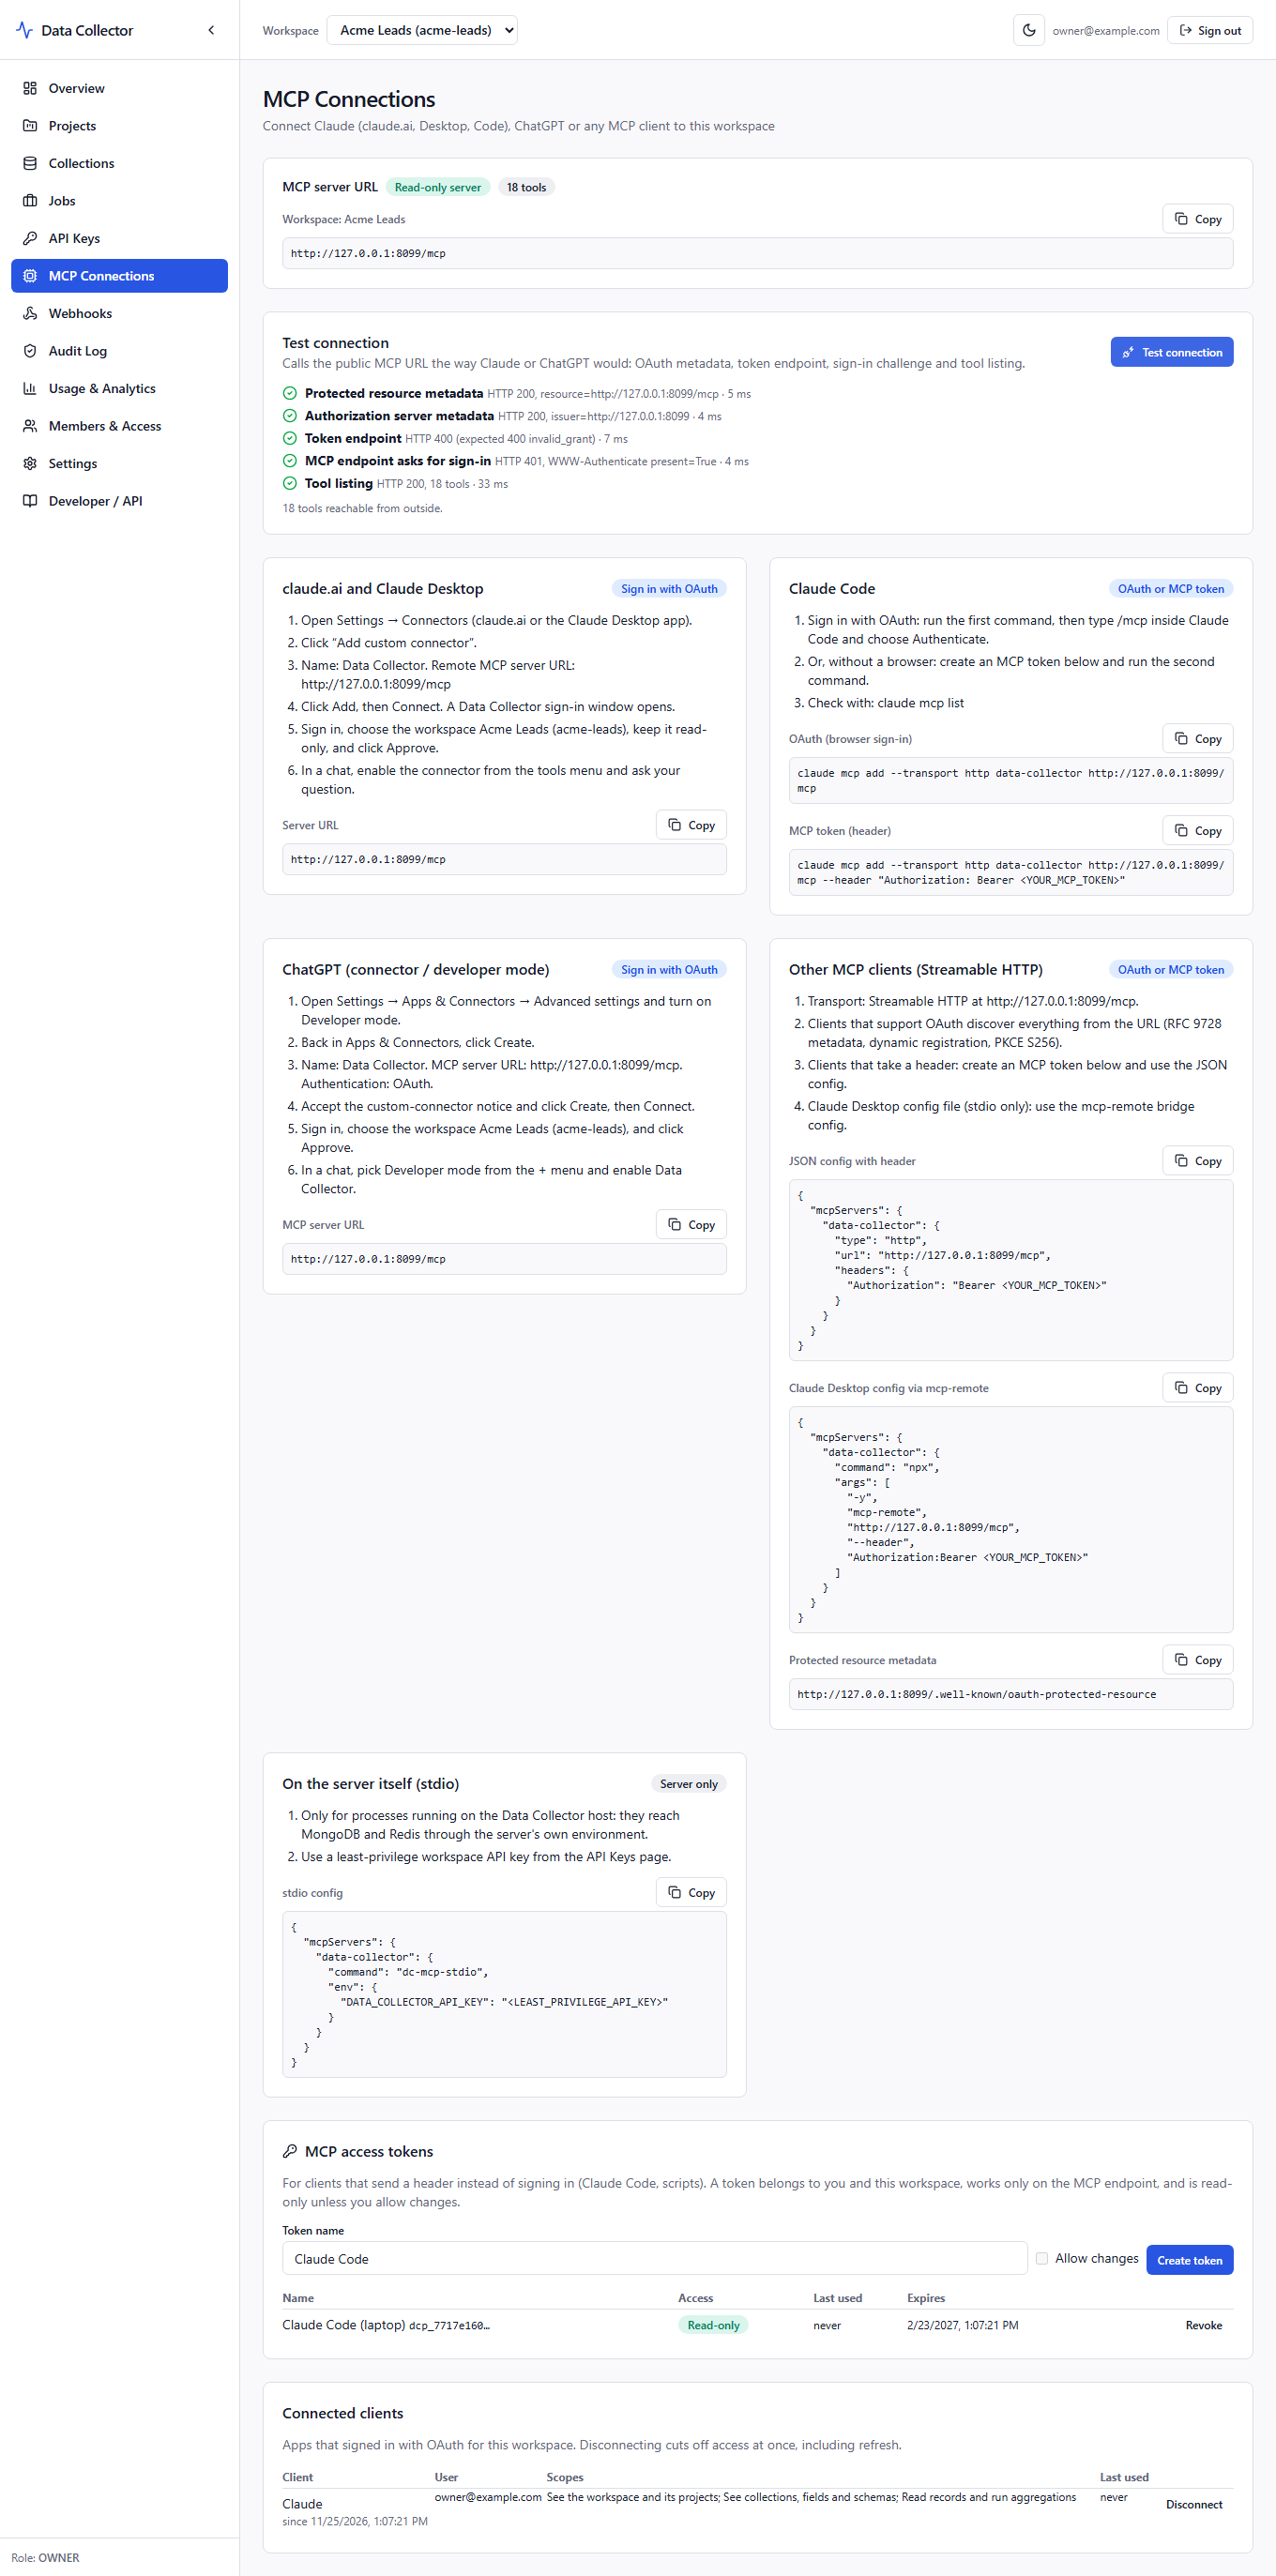 Data Collector
Workspace
Acme Leads (acme-leads)
owner@example.com
Sign out
Overview
Projects
Collections
Jobs
API Keys
MCP Connections
Webhooks
Audit Log
Usage & Analytics
Members & Access
Settings
Developer / API
Role: OWNER
MCP Connections
Connect Claude (claude.ai, Desktop, Code), ChatGPT or any MCP client to this workspace
MCP server URL
Read-only server
18 tools
Workspace: Acme Leads
Copy
http://127.0.0.1:8099/mcp
Test connection
Calls the public MCP URL the way Claude or ChatGPT would: OAuth metadata, token endpoint, sign-in challenge and tool listing.
Test connection
Protected resource metadata HTTP 200, resource=http://127.0.0.1:8099/mcp · 5 ms
Authorization server metadata HTTP 200, issuer=http://127.0.0.1:8099 · 4 ms
Token endpoint HTTP 400 (expected 400 invalid_grant) · 7 ms
MCP endpoint asks for sign-in HTTP 401, WWW-Authenticate present=True · 4 ms
Tool listing HTTP 200, 18 tools · 33 ms
18 tools reachable from outside.
claude.ai and Claude Desktop
Sign in with OAuth
1. Open Settings → Connectors (claude.ai or the Claude Desktop app).
2. Click “Add custom connector”.
3. Name: Data Collector. Remote MCP server URL:
http://127.0.0.1:8099/mcp
4. Click Add, then Connect. A Data Collector sign-in window opens.
5. Sign in, choose the workspace Acme Leads (acme-leads), keep it read-
only, and click Approve.
6. In a chat, enable the connector from the tools menu and ask your
question.
Server URL
Copy
http://127.0.0.1:8099/mcp
Claude Code
OAuth or MCP token
1. Sign in with OAuth: run the first command, then type /mcp inside Claude
Code and choose Authenticate.
2. Or, without a browser: create an MCP token below and run the second
command.
3. Check with: claude mcp list
OAuth (browser sign-in)
Copy
claude mcp add --transport http data-collector http://127.0.0.1:8099/
mcp
MCP token (header)
Copy
claude mcp add --transport http data-collector http://127.0.0.1:8099/
mcp --header "Authorization: Bearer <YOUR_MCP_TOKEN>"
ChatGPT (connector / developer mode)
Sign in with OAuth
1. Open Settings → Apps & Connectors → Advanced settings and turn on
Developer mode.
2. Back in Apps & Connectors, click Create.
3. Name: Data Collector. MCP server URL: http://127.0.0.1:8099/mcp.
Authentication: OAuth.
4. Accept the custom-connector notice and click Create, then Connect.
5. Sign in, choose the workspace Acme Leads (acme-leads), and click
Approve.
6. In a chat, pick Developer mode from the + menu and enable Data
Collector.
MCP server URL
Copy
http://127.0.0.1:8099/mcp
Other MCP clients (Streamable HTTP)
OAuth or MCP token
1. Transport: Streamable HTTP at http://127.0.0.1:8099/mcp.
2. Clients that support OAuth discover everything from the URL (RFC 9728
metadata, dynamic registration, PKCE S256).
3. Clients that take a header: create an MCP token below and use the JSON
config.
4. Claude Desktop config file (stdio only): use the mcp-remote bridge
config.
JSON config with header
Copy
{
"mcpServers": {
"data-collector": {
"type": "http",
"url": "http://127.0.0.1:8099/mcp",
"headers": {
"Authorization": "Bearer <YOUR_MCP_TOKEN>"
}
}
}
}
Claude Desktop config via mcp-remote
Copy
{
"mcpServers": {
"data-collector": {
"command": "npx",
"args": [
"-y",
"mcp-remote",
"http://127.0.0.1:8099/mcp",
"--header",
"Authorization:Bearer <YOUR_MCP_TOKEN>"
]
}
}
}
Protected resource metadata
Copy
http://127.0.0.1:8099/.well-known/oauth-protected-resource
On the server itself (stdio)
Server only
1. Only for processes running on the Data Collector host: they reach
MongoDB and Redis through the server's own environment.
2. Use a least-privilege workspace API key from the API Keys page.
stdio config
Copy
{
"mcpServers": {
"data-collector": {
"command": "dc-mcp-stdio",
"env": {
"DATA_COLLECTOR_API_KEY": "<LEAST_PRIVILEGE_API_KEY>"
}
}
}
}
MCP access tokens
For clients that send a header instead of signing in (Claude Code, scripts). A token belongs to you and this workspace, works only on the MCP endpoint, and is read-
only unless you allow changes.
Token name
Claude Code
Allow changes
Create token
Name Access Last used Expires
Claude Code (laptop) dcp_7717e160… Read-only never 2/23/2027, 1:07:21 PM Revoke
Connected clients
Apps that signed in with OAuth for this workspace. Disconnecting cuts off access at once, including refresh.
Client User Scopes Last used
Claude owner@example.com See the workspace and its projects; See collections, fields and schemas; Read records and run aggregations never Disconnect
since 11/25/2026, 1:07:21 PM